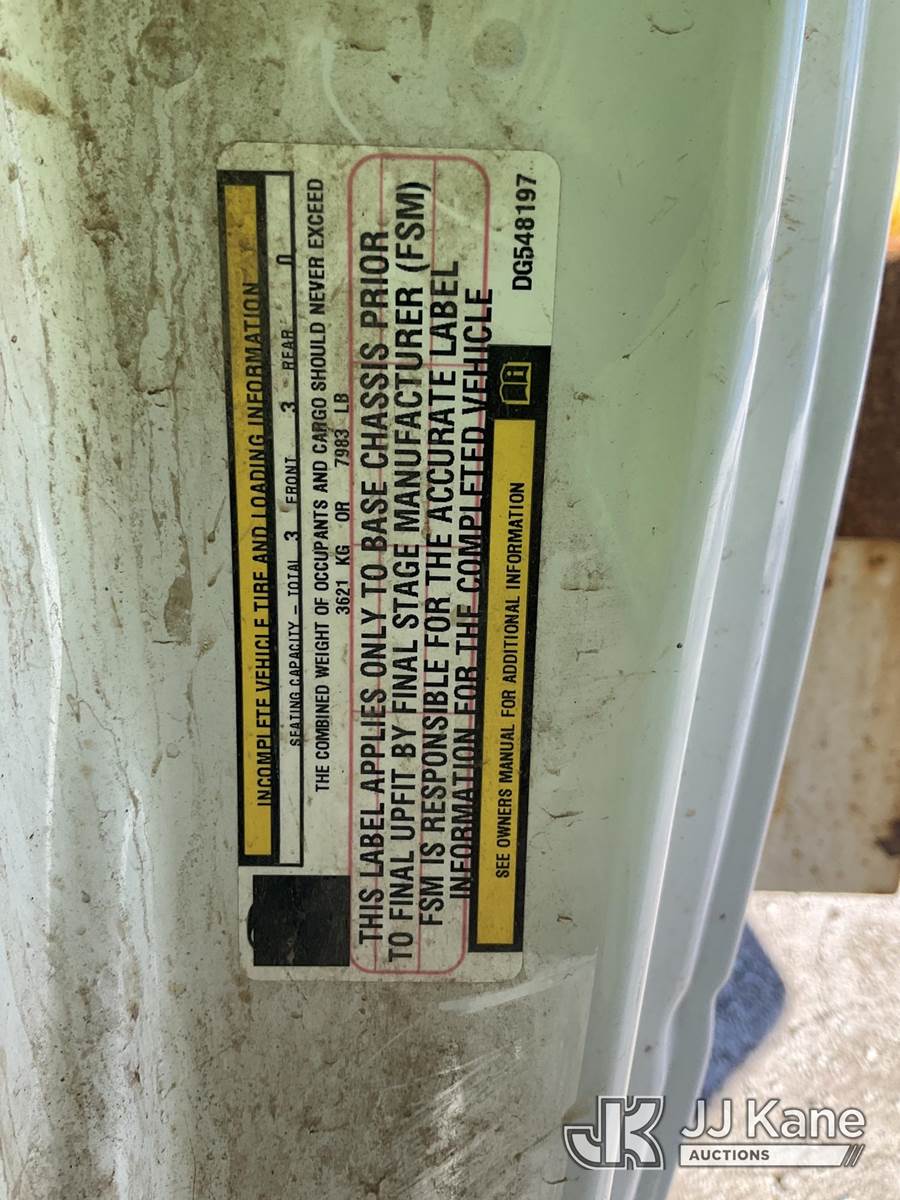 INCOMPLETE VEHICLE TIRE AND LOADING INFORMATION
SEATING CAPACITY - TOTAL 3 FRONT 3 REAR 0
THE COMBINED WEIGHT OF OCCUPANTS AND CARGO SHOULD NEVER EXCEED
3621 KG OR 7983 LB
THIS LABEL APPLIES ONLY TO BASE CHASSIS PRIOR
TO FINAL UPFIT BY FINAL STAGE MANUFACTURER (FSM)
FSM IS RESPONSIBLE FOR THE ACCURATE LABEL
INFORMATION FOR THE COMPLETED VEHICLE
SEE OWNERS MANUAL FOR ADDITIONAL INFORMATION
DG548197
JK JJ Kane
AUCTIONS